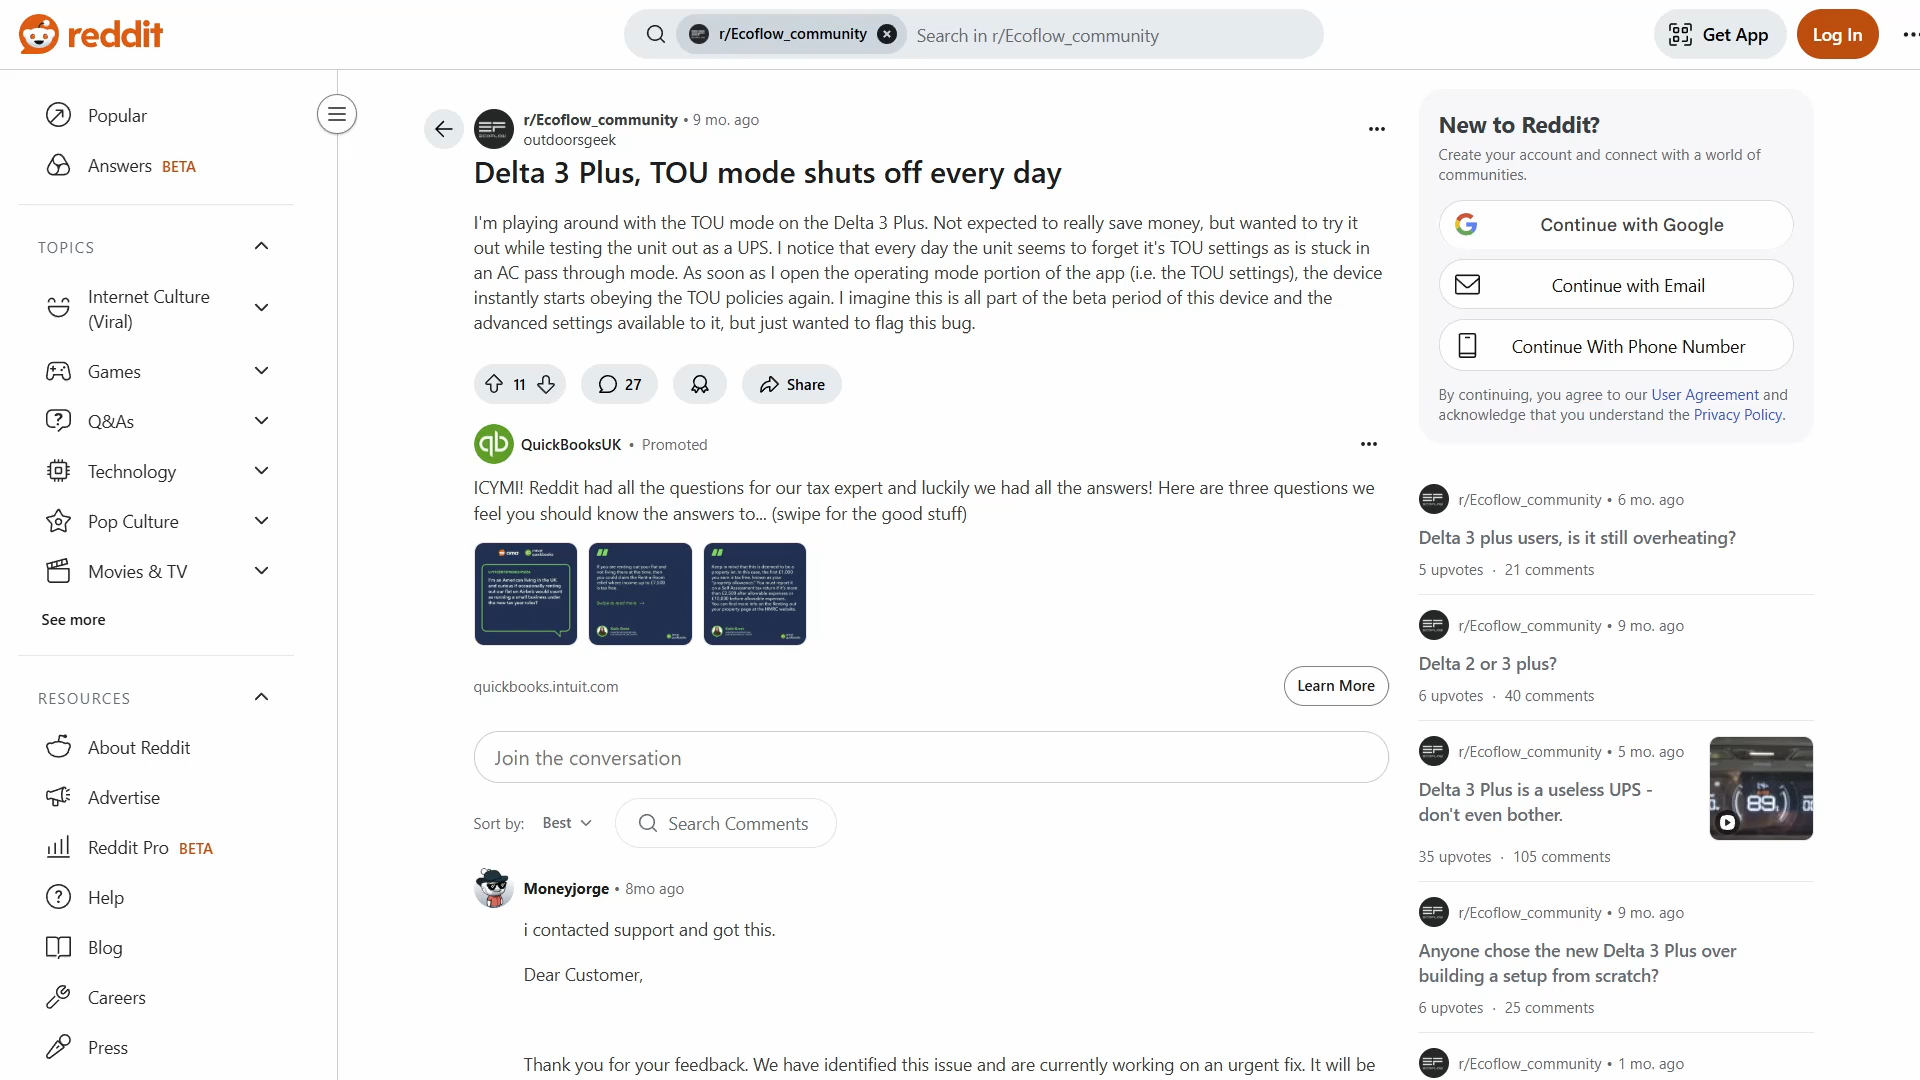 reddit
r/Ecoflow_community
Search in r/Ecoflow_community
Get App
Log In
Popular
Answers BETA
TOPICS
Internet Culture
(Viral)
Games
Q&As
Technology
Pop Culture
Movies & TV
See more
RESOURCES
About Reddit
Advertise
Reddit Pro BETA
Help
Blog
Careers
Press
r/Ecoflow_community • 9 mo. ago
outdoorsgeek
Delta 3 Plus, TOU mode shuts off every day
I'm playing around with the TOU mode on the Delta 3 Plus. Not expected to really save money, but wanted to try it
out while testing the unit out as a UPS. I notice that every day the unit seems to forget it's TOU settings as is stuck in
an AC pass through mode. As soon as I open the operating mode portion of the app (i.e. the TOU settings), the device
instantly starts obeying the TOU policies again. I imagine this is all part of the beta period of this device and the
advanced settings available to it, but just wanted to flag this bug.
11
27
Share
QuickBooksUK • Promoted
ICYMI! Reddit had all the questions for our tax expert and luckily we had all the answers! Here are three questions we
feel you should know the answers to... (swipe for the good stuff)
quickbooks.intuit.com
Learn More
Join the conversation
Sort by: Best
Search Comments
Moneyjorge • 8mo ago
i contacted support and got this.
Dear Customer,
Thank you for your feedback. We have identified this issue and are currently working on an urgent fix. It will be
New to Reddit?
Create your account and connect with a world of
communities.
Continue with Google
Continue with Email
Continue With Phone Number
By continuing, you agree to our User Agreement and
acknowledge that you understand the Privacy Policy.
r/Ecoflow_community • 6 mo. ago
Delta 3 plus users, is it still overheating?
5 upvotes · 21 comments
r/Ecoflow_community • 9 mo. ago
Delta 2 or 3 plus?
6 upvotes · 40 comments
r/Ecoflow_community • 5 mo. ago
Delta 3 Plus is a useless UPS -
don't even bother.
89
35 upvotes · 105 comments
r/Ecoflow_community • 9 mo. ago
Anyone chose the new Delta 3 Plus over
building a setup from scratch?
6 upvotes · 25 comments
r/Ecoflow_community • 1 mo. ago